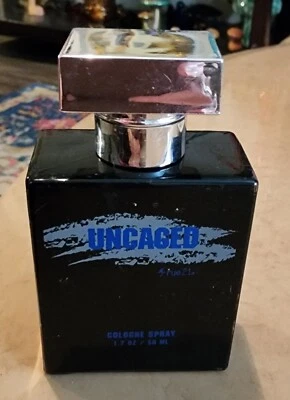 UNCAGED
COLOGNE SPRAY
1.7 OZ / 50 ML